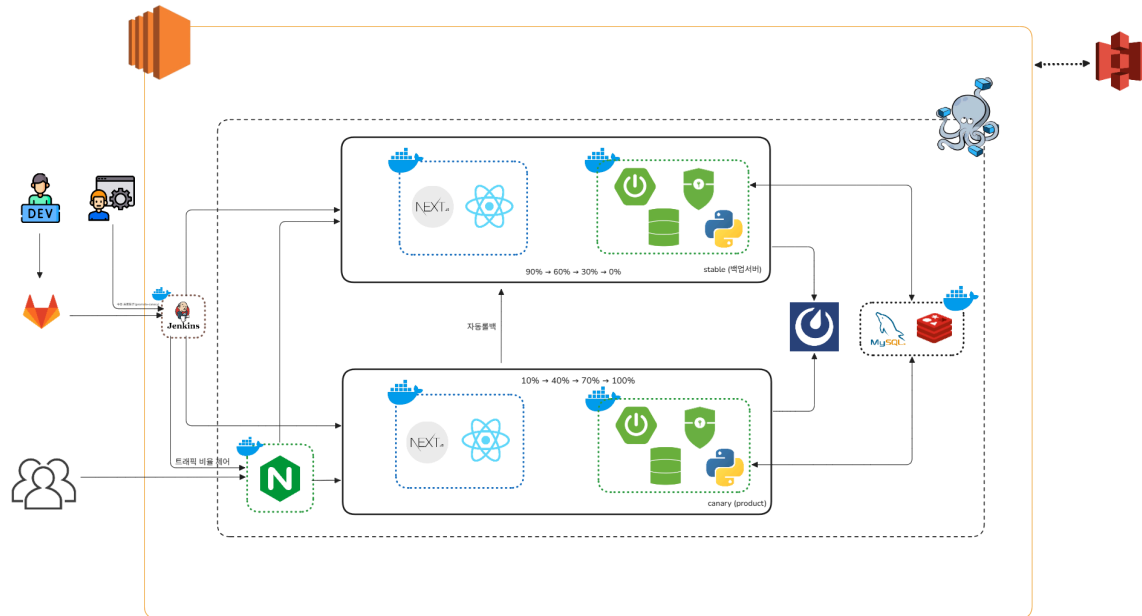 DEV
NEXT.JS
90% → 60% → 30% → 0%
stable (백업서버)
Jenkins
자동롤백
MySQL
10% → 40% → 70% → 100%
NEXT.JS
트래픽 비율 제어
N
canary (product)